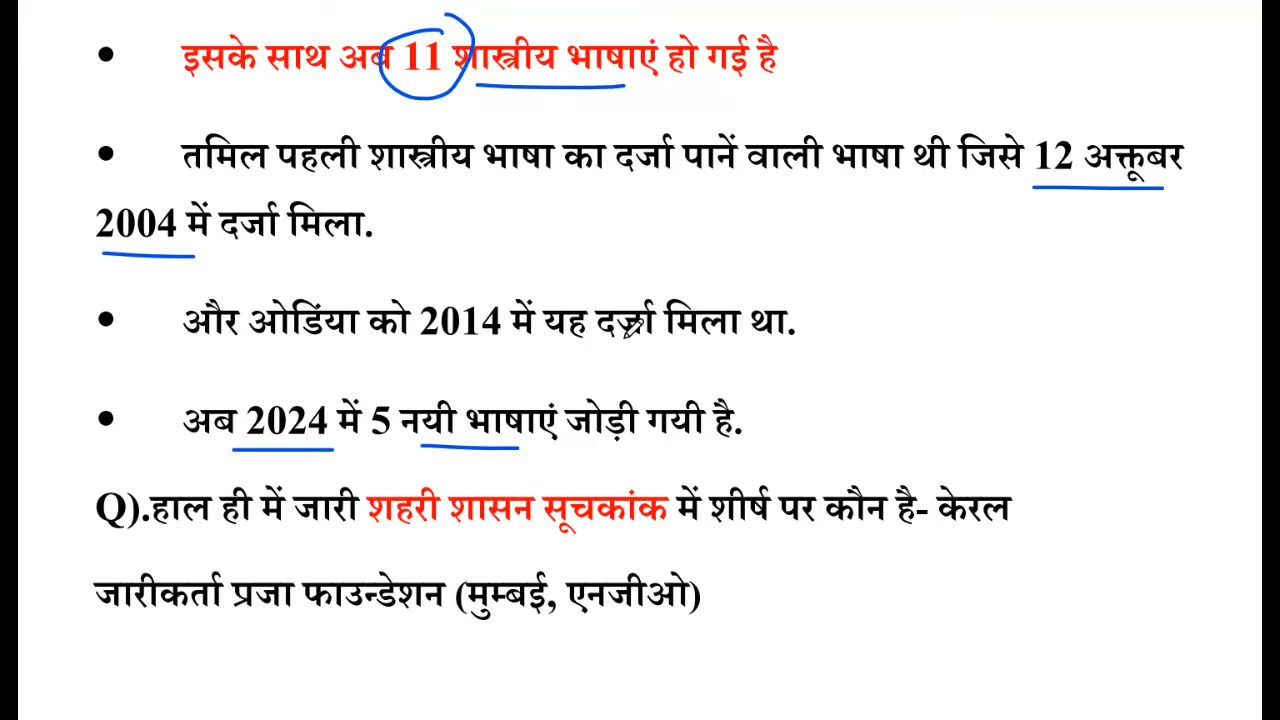 • इसके साथ अब 11 शास्त्रीय भाषाएं हो गई है
• तमिल पहली शास्त्रीय भाषा का दर्जा पानें वाली भाषा थी जिसे 12 अक्तूबर
2004 में दर्जा मिला.
• और ओडिंया को 2014 में यह दर्जा मिला था.
• अब 2024 में 5 नयी भाषाएं जोड़ी गयी है.
Q).हाल ही में जारी शहरी शासन सूचकांक में शीर्ष पर कौन है- केरल
जारीकर्ता प्रजा फाउन्डेशन (मुम्बई, एनजीओ)